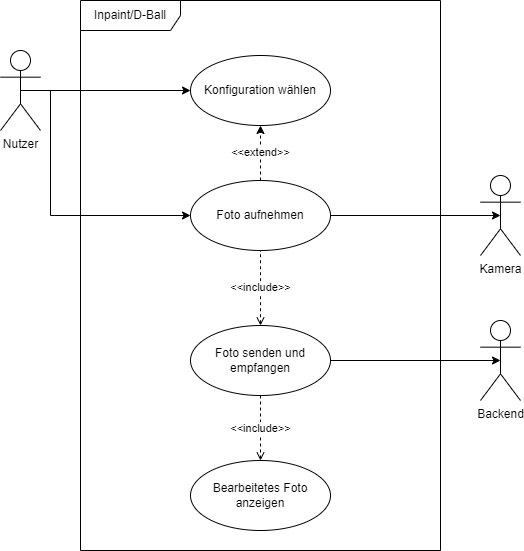 Inpaint/D-Ball
Konfiguration wählen
Nutzer
<<extend>>
Foto aufnehmen
Kamera
<<include>>
Foto senden und
empfangen
Backend
<<include>>
Bearbeitetes Foto
anzeigen